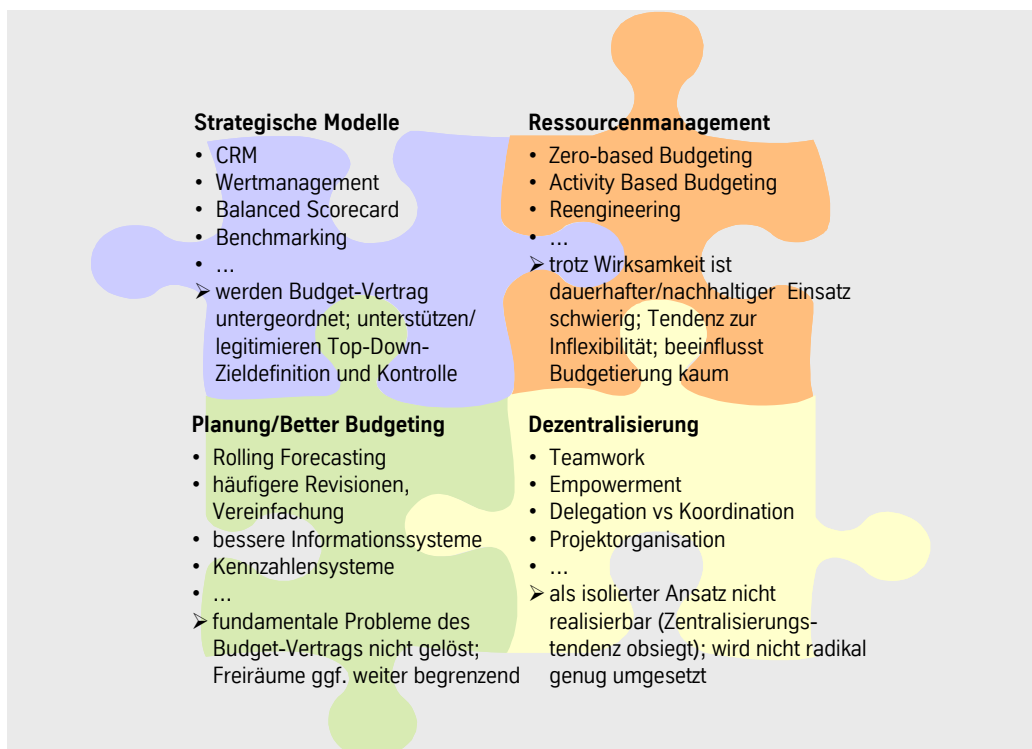 Strategische Modelle
• CRM
• Wertmanagement
• Balanced Scorecard
• Benchmarking
• ...
➢ werden Budget-Vertrag
untergeordnet; unterstützen/
legitimieren Top-Down-
Zieldefinition und Kontrolle
Ressourcenmanagement
• Zero-based Budgeting
• Activity Based Budgeting
• Reengineering
• ...
➢ trotz Wirksamkeit ist
dauerhafter/nachhaltiger Einsatz
schwierig; Tendenz zur
Inflexibilität; beeinflusst
Budgetierung kaum
Planung/Better Budgeting
• Rolling Forecasting
• häufigere Revisionen,
Vereinfachung
• bessere Informationssysteme
• Kennzahlensysteme
• ...
➢ fundamentale Probleme des
Budget-Vertrags nicht gelöst;
Freiräume ggf. weiter begrenzend
Dezentralisierung
• Teamwork
• Empowerment
• Delegation vs Koordination
• Projektorganisation
• ...
➢ als isolierter Ansatz nicht
realisierbar (Zentralisierungs-
tendenz obsiegt); wird nicht radikal
genug umgesetzt